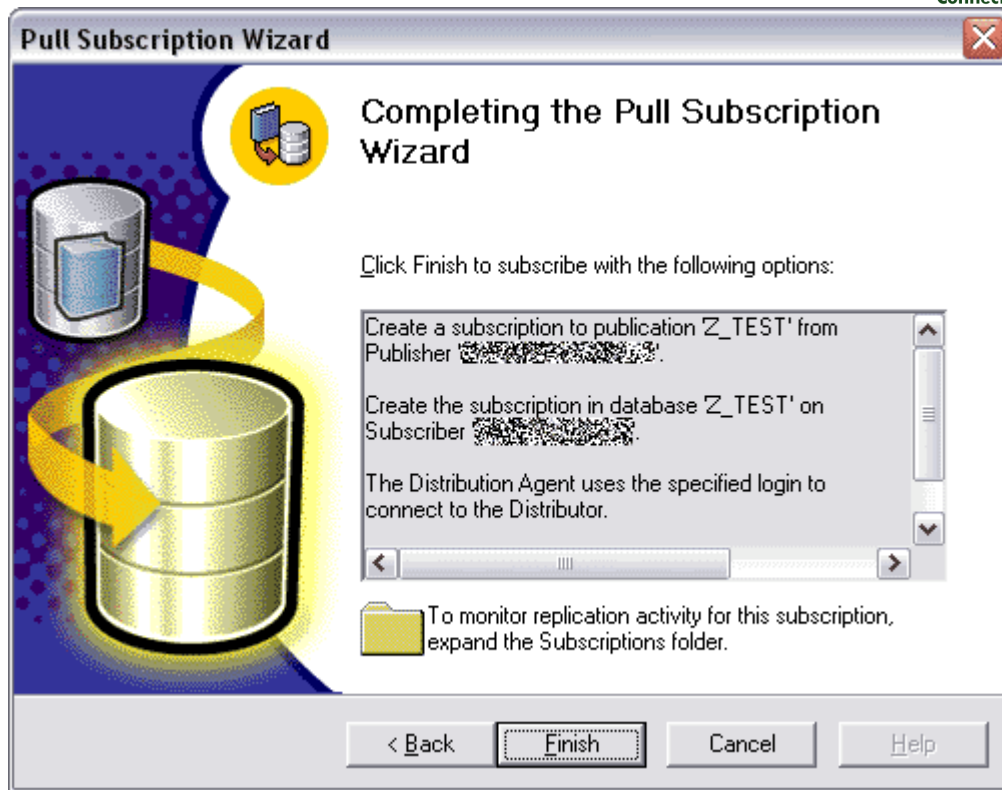 Connect
Pull Subscription Wizard
Completing the Pull Subscription
Wizard
Click Finish to subscribe with the following options:
Create a subscription to publication 'Z_TEST' from
Publisher ' '.
Create the subscription in database 'Z_TEST' on
Subscriber .
The Distribution Agent uses the specified login to
connect to the Distributor.
To monitor replication activity for this subscription,
expand the Subscriptions folder.
< Back Finish Cancel Help